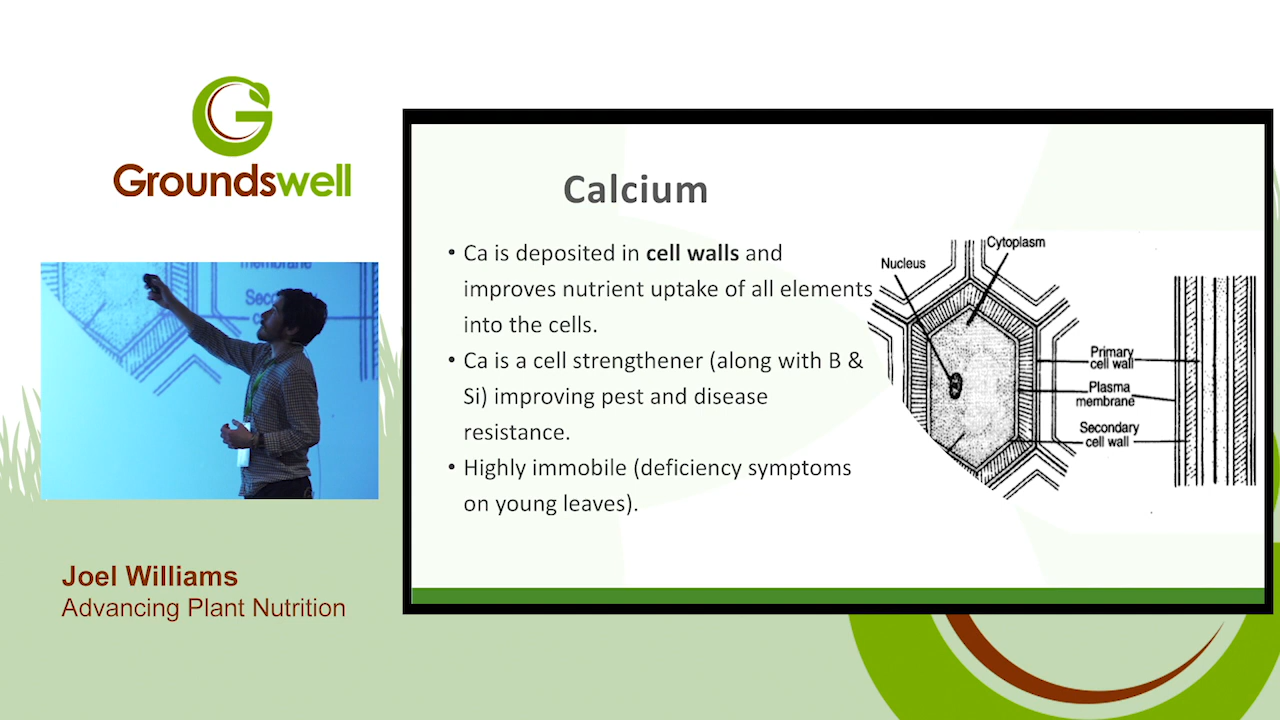 Groundswell
Joel Williams
Advancing Plant Nutrition
Calcium
• Ca is deposited in cell walls and
improves nutrient uptake of all elements
into the cells.
• Ca is a cell strengthener (along with B &
Si) improving pest and disease
resistance.
• Highly immobile (deficiency symptoms
on young leaves).
Cytoplasm
Nucleus
Primary
cell wall
Plasma
membrane
Secondary
cell wall
membrane